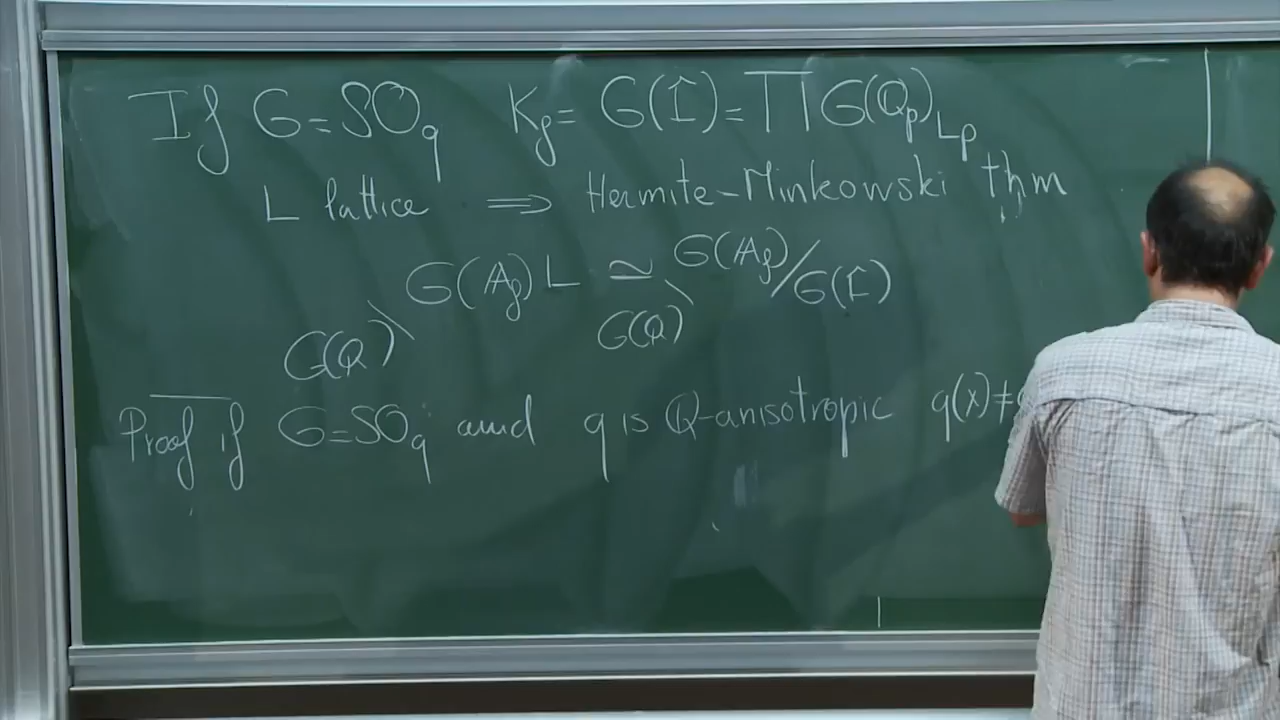 If G=SO_q K_f = G(Ẑ) = ∏ G(Q_p)_{L_p}
L lattice ⟹ Hermite-Minkowski thm
G(Q)\G(A_f)L ≃ G(Q)\G(A_f)/G(Ẑ)
Proof if G=SO_q and q is Q-anisotropic q(x)≠